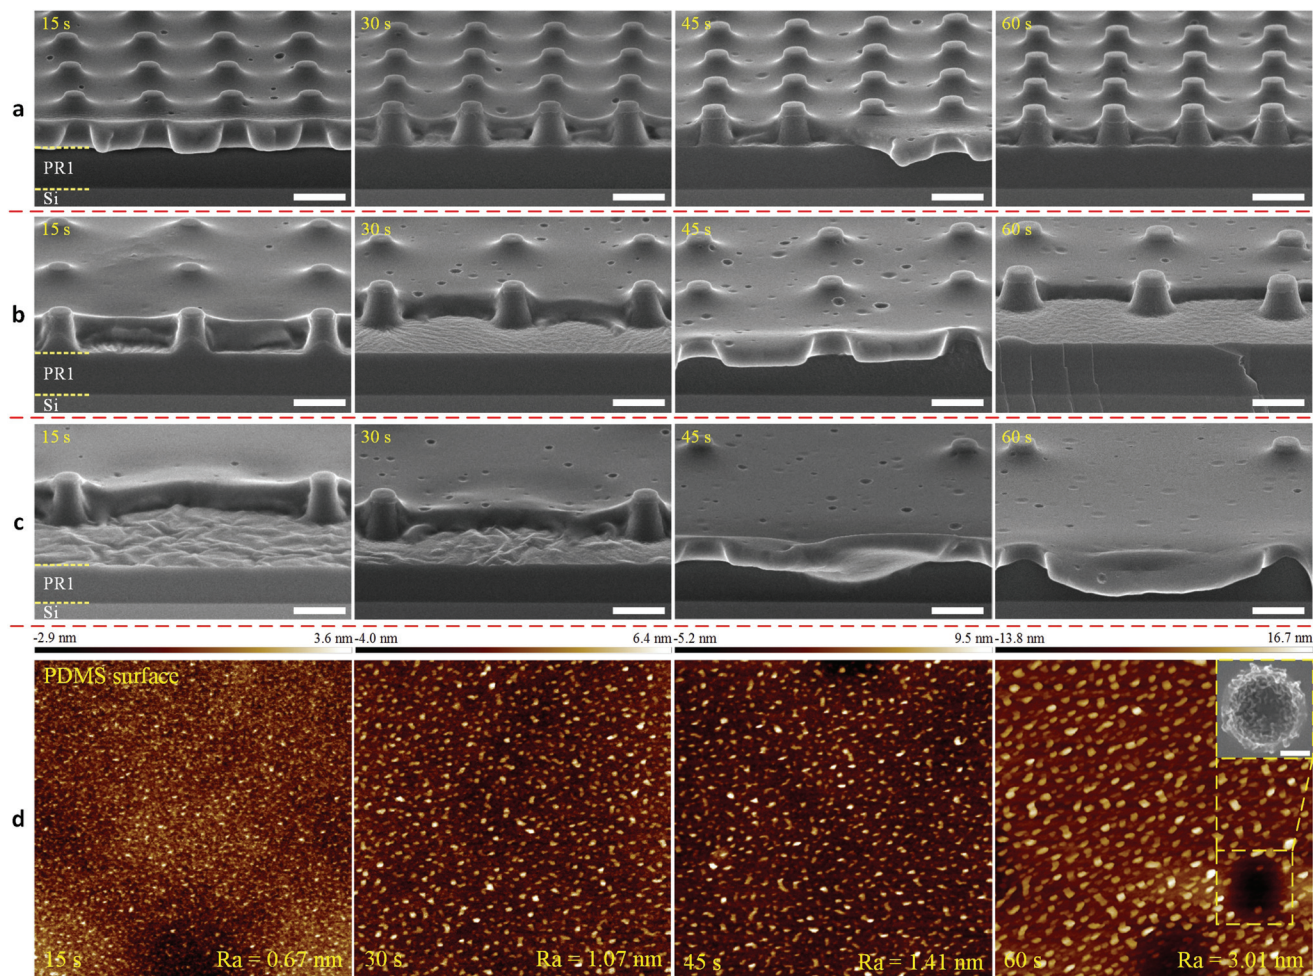 15 s
30 s
45 s
60 s
a
PR1
Si
15 s
30 s
45 s
60 s
b
PR1
Si
15 s
30 s
45 s
60 s
c
PR1
Si
-2.9 nm
3.6 nm
-4.0 nm
6.4 nm
-5.2 nm
9.5 nm
-13.8 nm
16.7 nm
PDMS surface
d
15 s
Ra = 0.67 nm
30 s
Ra = 1.07 nm
45 s
Ra = 1.41 nm
60 s
Ra = 3.01 nm